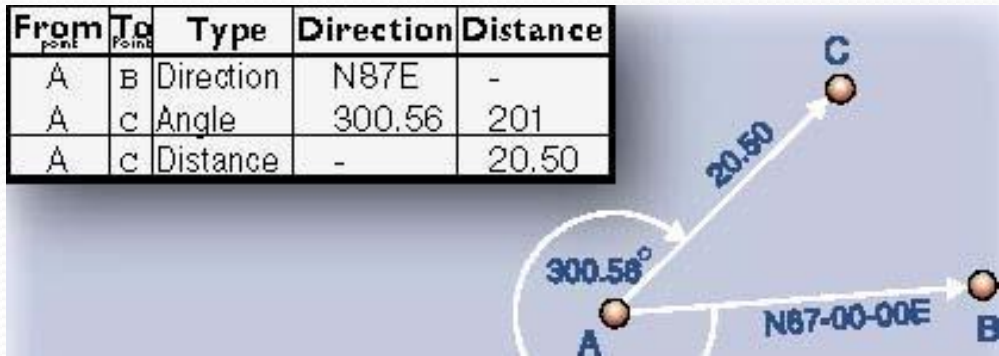 From point To Point Type Direction Distance
A B Direction N87E -
A C Angle 300.56 201
A C Distance - 20.50
C
20.50
300.56°
A
N87-00-00E
B